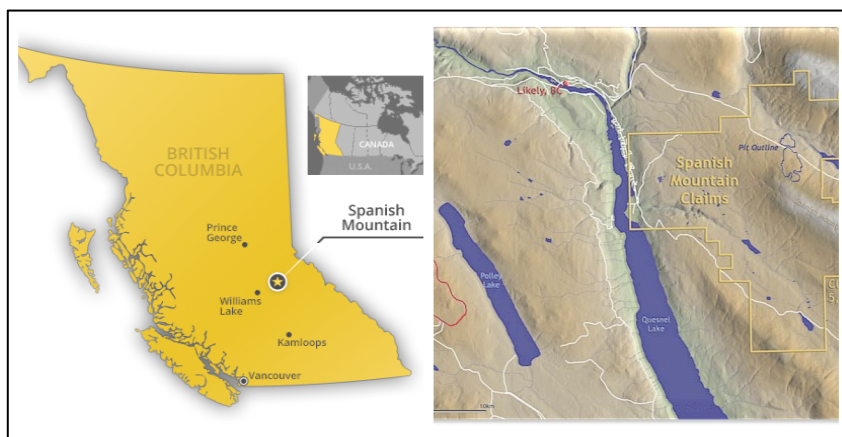 BRITISH
COLUMBIA
CANADA
U.S.A.
Spanish
Mountain
Prince
George
Williams
Lake
Kamloops
Vancouver
Likely, BC
Pit Outline
Spanish
Mountain
Claims
Polley
Lake
Quesnel
Lake
5.
10km